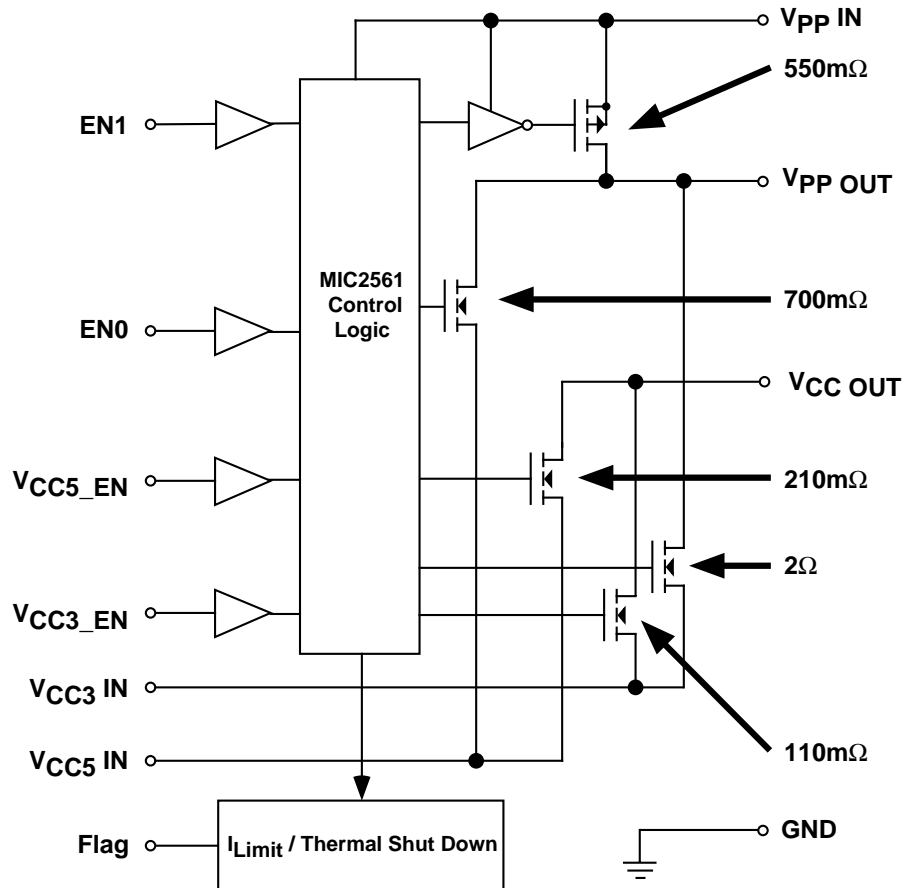 VPP IN
550mΩ
EN1
VPP OUT
MIC2561
Control
Logic
700mΩ
EN0
VCC OUT
VCC5_EN
210mΩ
2Ω
VCC3_EN
VCC3 IN
110mΩ
VCC5 IN
Flag
ILimit / Thermal Shut Down
GND